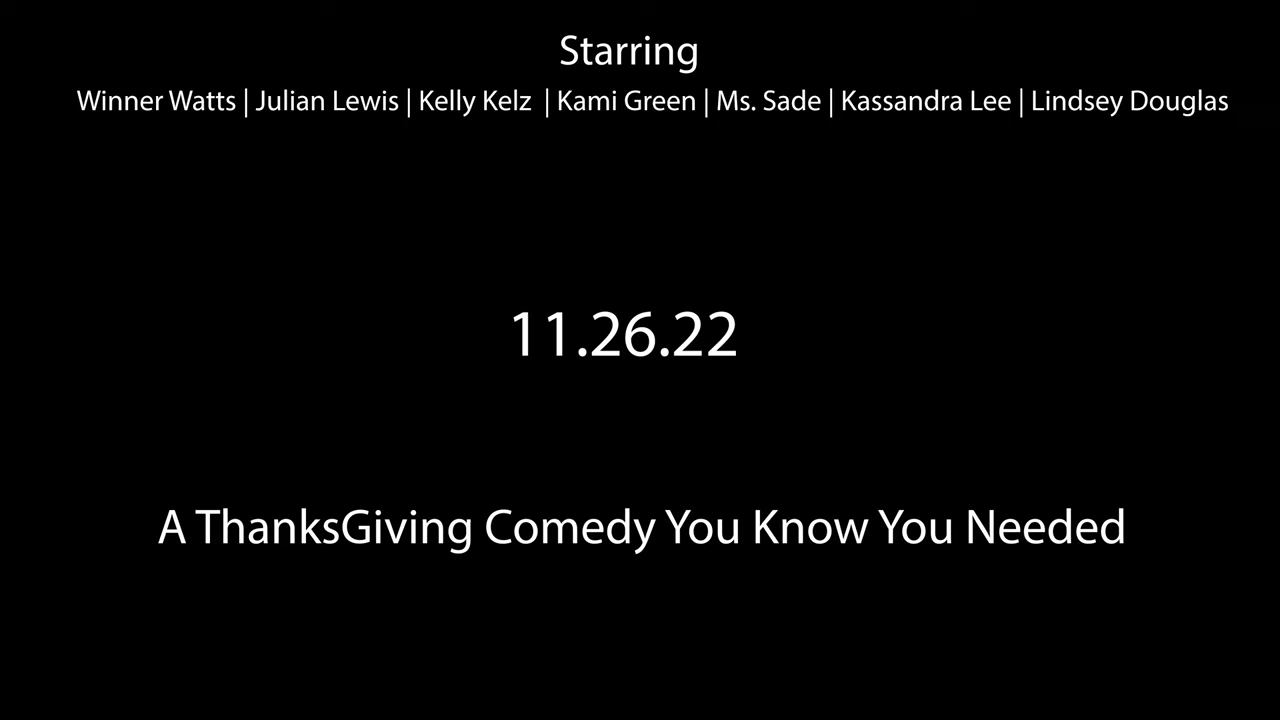 Starring
Winner Watts | Julian Lewis | Kelly Kelz | Kami Green | Ms. Sade | Kassandra Lee | Lindsey Douglas
11.26.22
A ThanksGiving Comedy You Know You Needed